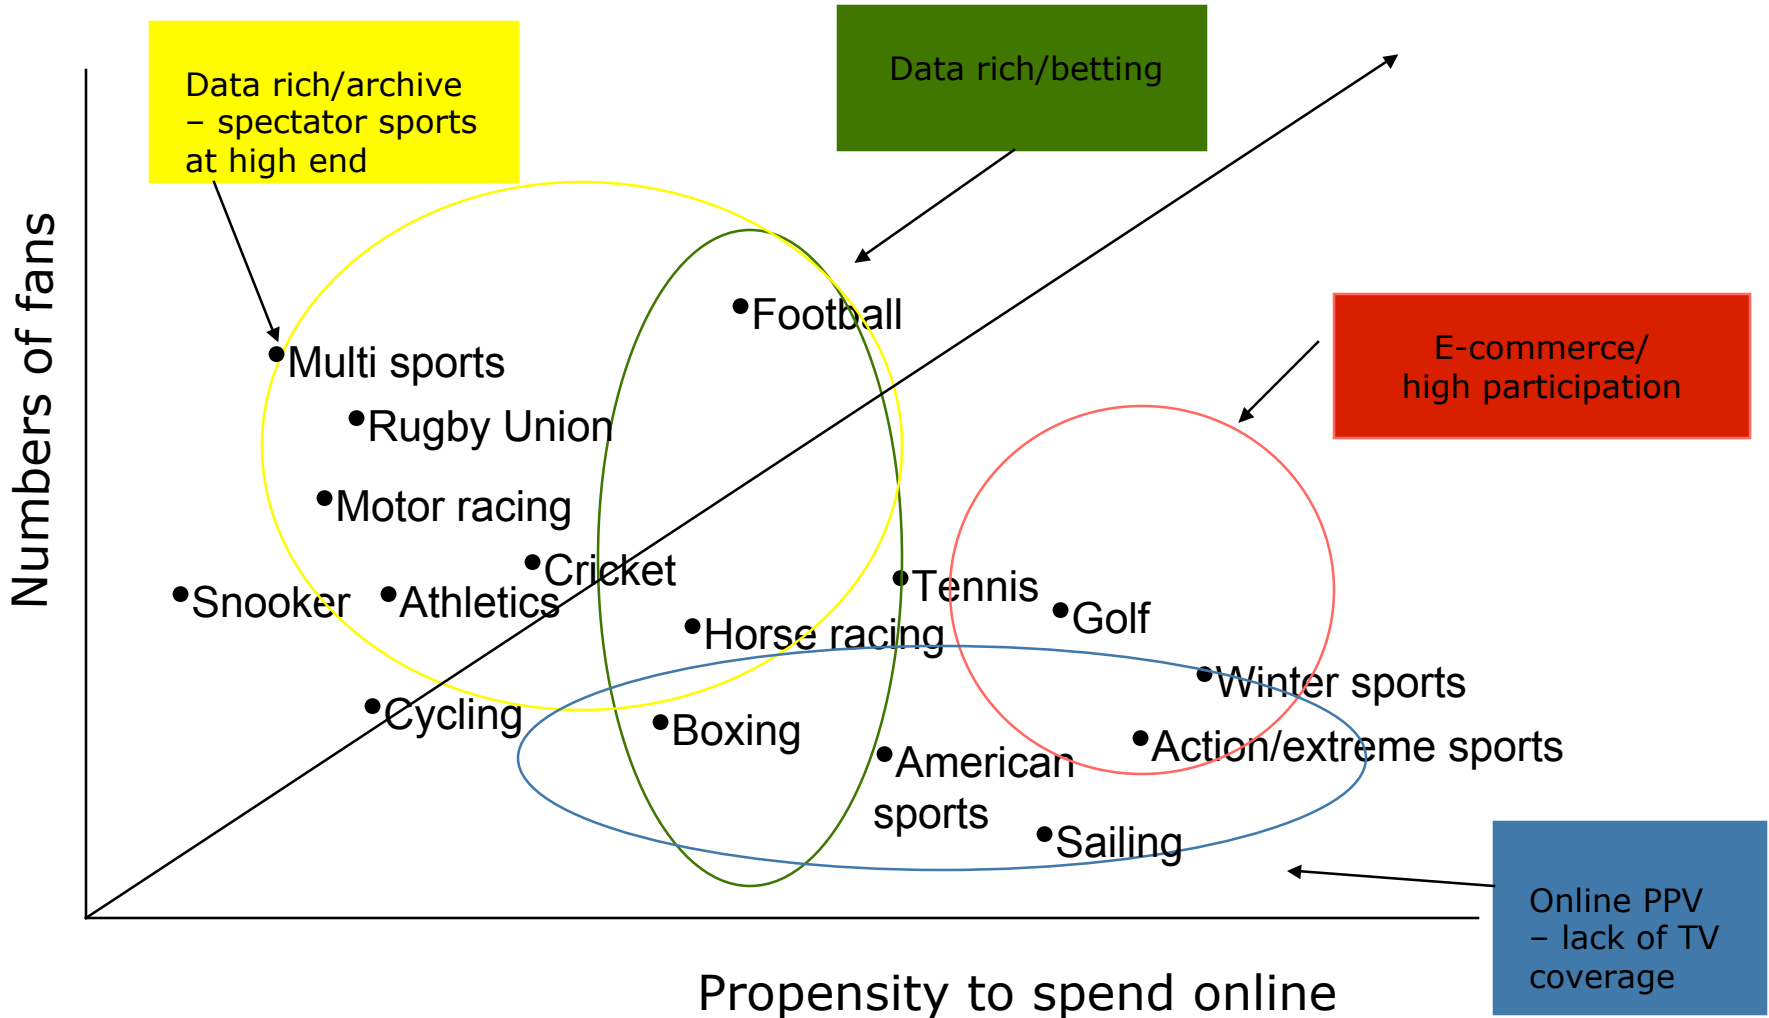 Data rich/archive
– spectator sports
at high end
Data rich/betting
Numbers of fans
E-commerce/
high participation
•Football
•Multi sports
•Rugby Union
•Motor racing
•Cricket
•Snooker
•Athletics
•Tennis
•Golf
•Horse racing
•Winter sports
•Cycling
•Boxing
•American
sports
•Action/extreme sports
•Sailing
Online PPV
– lack of TV
coverage
Propensity to spend online